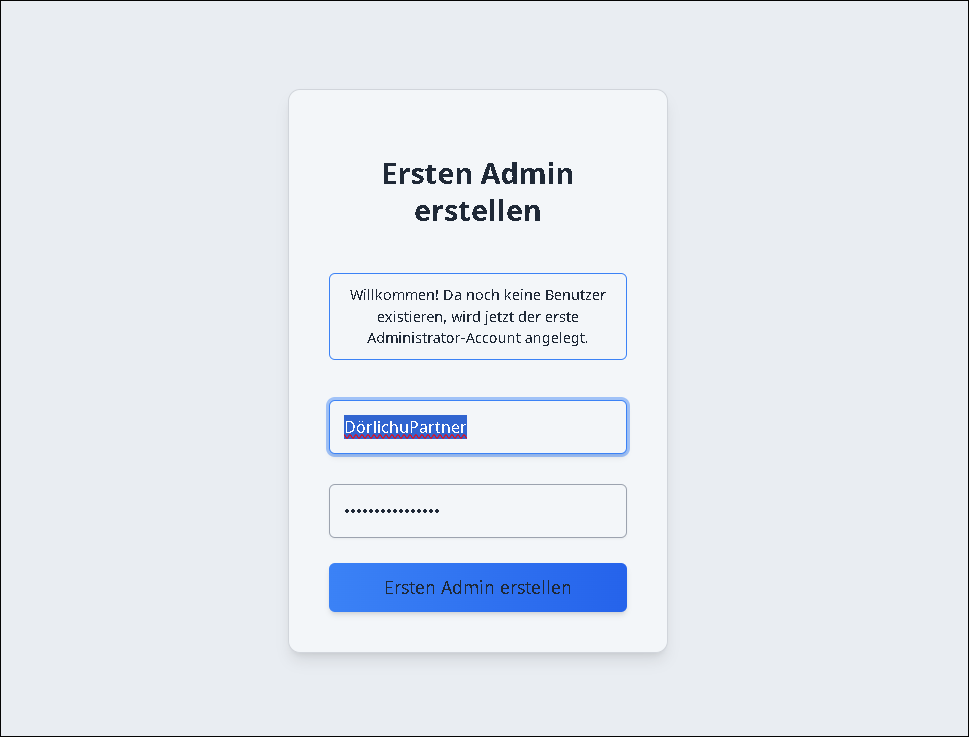 Ersten Admin
erstellen
Willkommen! Da noch keine Benutzer
existieren, wird jetzt der erste
Administrator-Account angelegt.
DörlichuPartner
••••••••••••••••
Ersten Admin erstellen